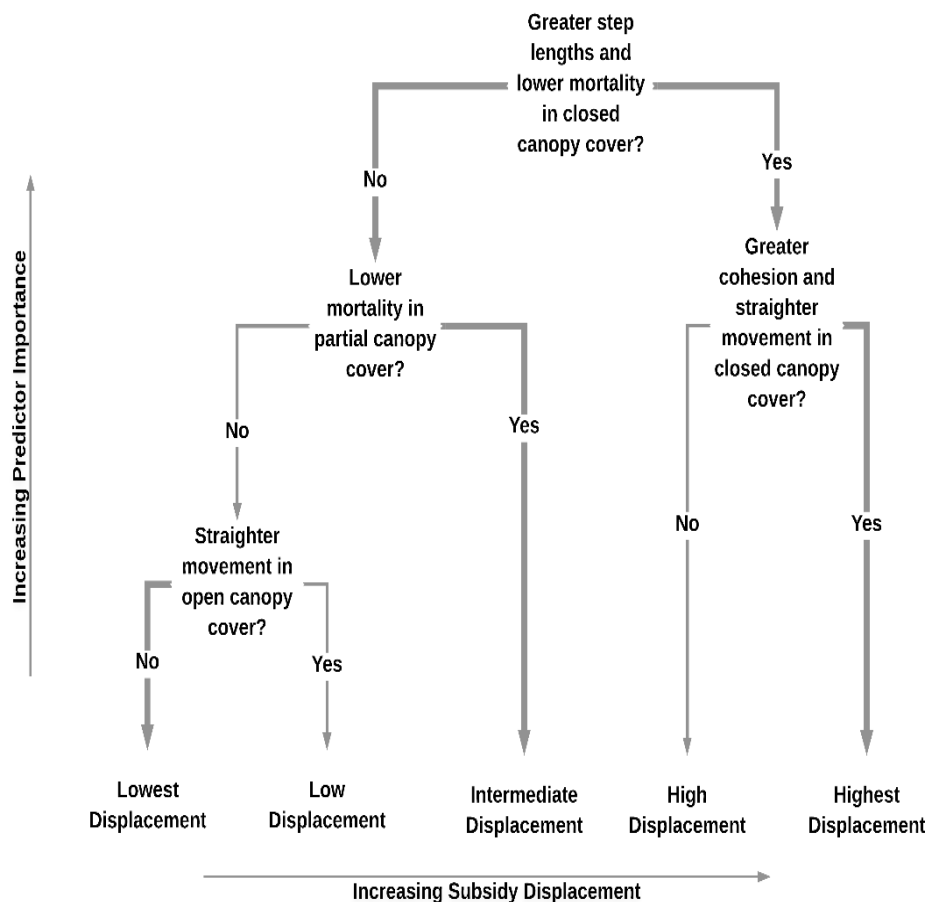 Greater step
lengths and
lower mortality
in closed
canopy cover?
No
Yes
Increasing Predictor Importance
Lower
mortality in
partial canopy
cover?
Greater
cohesion and
straighter
movement in
closed canopy
cover?
No
Yes
No
Yes
Straighter
movement in
open canopy
cover?
No
Yes
Lowest
Displacement
Low
Displacement
Intermediate
Displacement
High
Displacement
Highest
Displacement
Increasing Subsidy Displacement